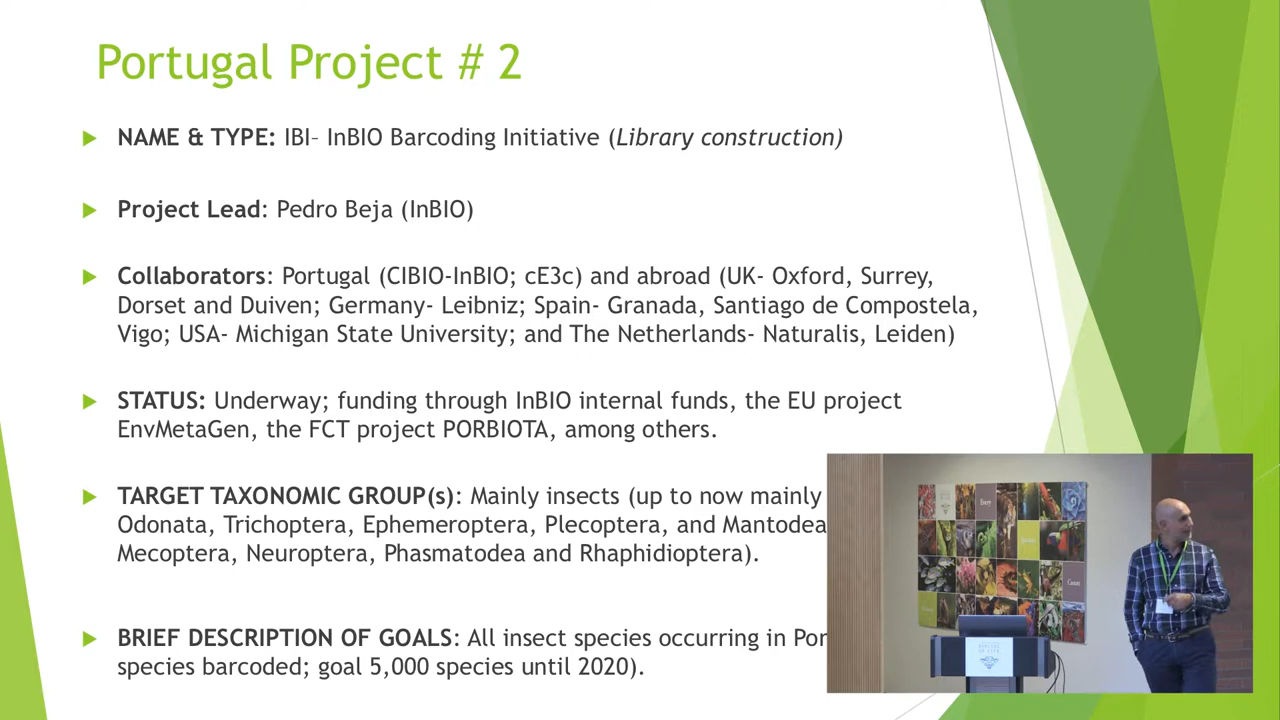 Portugal Project # 2
NAME & TYPE: IBI– InBIO Barcoding Initiative (Library construction)
Project Lead: Pedro Beja (InBIO)
Collaborators: Portugal (CIBIO-InBIO; cE3c) and abroad (UK- Oxford, Surrey,
Dorset and Duiven; Germany- Leibniz; Spain- Granada, Santiago de Compostela,
Vigo; USA- Michigan State University; and The Netherlands- Naturalis, Leiden)
STATUS: Underway; funding through InBIO internal funds, the EU project
EnvMetaGen, the FCT project PORBIOTA, among others.
TARGET TAXONOMIC GROUP(s): Mainly insects (up to now mainly
Odonata, Trichoptera, Ephemeroptera, Plecoptera, and Mantodea
Mecoptera, Neuroptera, Phasmatodea and Rhaphidioptera).
BRIEF DESCRIPTION OF GOALS: All insect species occurring in Por
species barcoded; goal 5,000 species until 2020).
Every